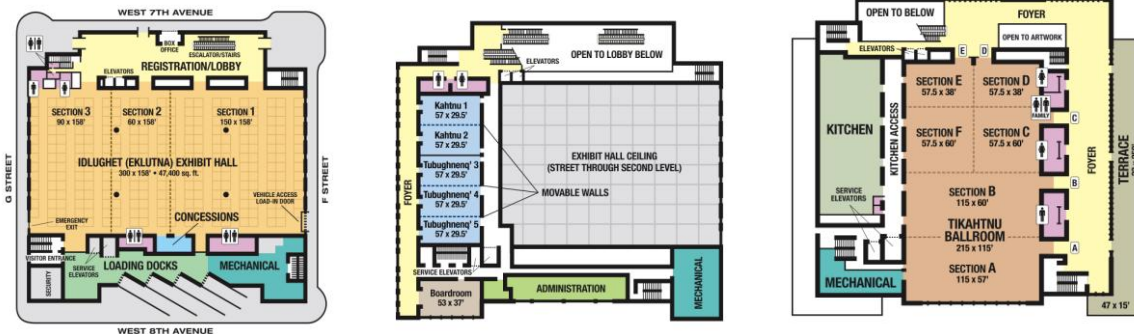 WEST 7TH AVENUE
BOX
OFFICE
ESCALATOR/STAIRS
REGISTRATION/LOBBY
ELEVATORS
SECTION 3
90 x 158'
SECTION 2
60 x 158'
SECTION 1
150 x 158'
IDLUGHET (EKLUTNA) EXHIBIT HALL
300 x 158' • 47,400 sq. ft.
G STREET
F STREET
VEHICLE ACCESS
LOAD-IN DOOR
EMERGENCY
EXIT
CONCESSIONS
VISITOR ENTRANCE
SERVICE
ELEVATORS
LOADING DOCKS
MECHANICAL
SECURITY
WEST 8TH AVENUE
OPEN TO LOBBY BELOW
ELEVATORS
Kahtnu 1
57 x 29.5'
Kahtnu 2
57 x 29.5'
Tubughnenq' 3
57 x 29.5'
Tubughnenq' 4
57 x 29.5'
Tubughnenq' 5
57 x 29.5'
FOYER
EXHIBIT HALL CEILING
(STREET THROUGH SECOND LEVEL)
MOVABLE WALLS
SERVICE ELEVATORS
Boardroom
53 x 37'
ADMINISTRATION
MECHANICAL
OPEN TO BELOW
FOYER
OPEN TO ARTWORK
ELEVATORS
E
D
SECTION E
57.5 x 38'
SECTION D
57.5 x 38'
FAMILY
KITCHEN
KITCHEN ACCESS
SECTION F
57.5 x 60'
SECTION C
57.5 x 60'
C
FOYER
TERRACE
SERVICE
ELEVATORS
SECTION B
115 x 60'
B
TIKAHTNU
BALLROOM
215 x 115'
A
MECHANICAL
SECTION A
115 x 57'
47 x 15'